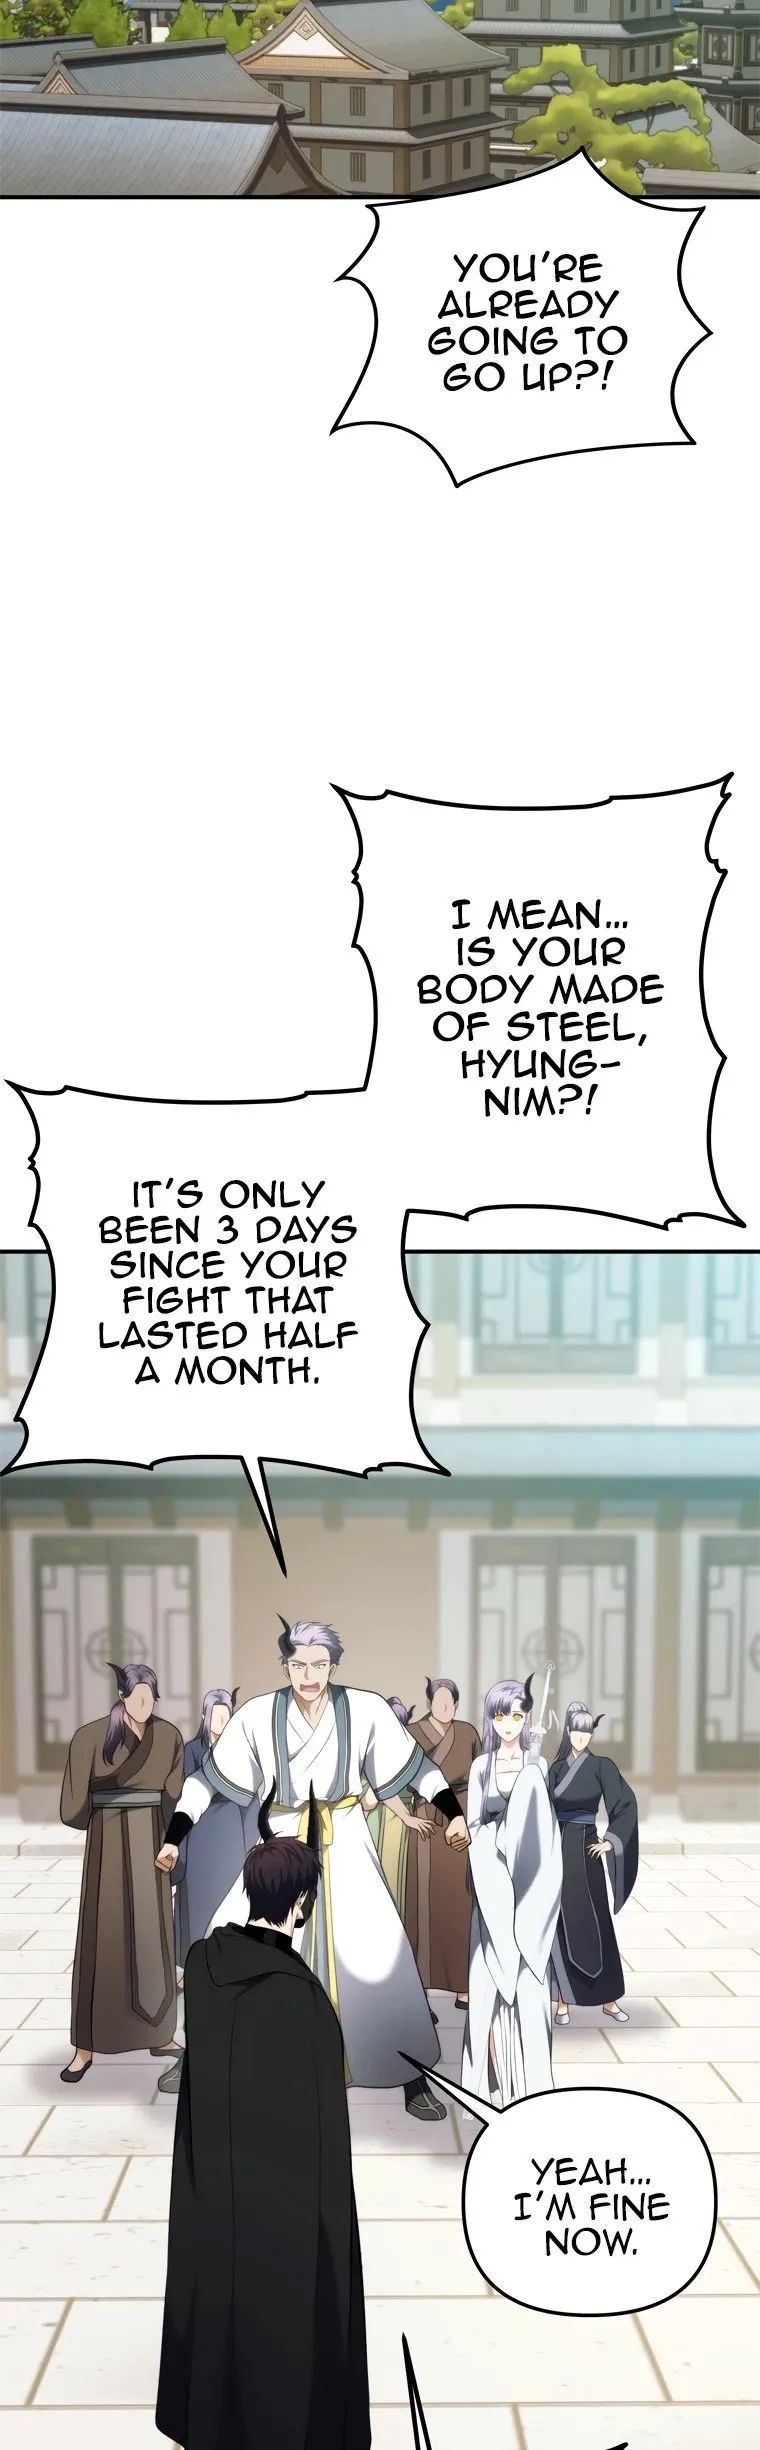 YOU'RE
ALREADY
GOING TO
GO UP?!
I MEAN...
IS YOUR
BODY MADE
OF STEEL,
HYUNG-
NIM?!
IT'S ONLY
BEEN 3 DAYS
SINCE YOUR
FIGHT THAT
LASTED HALF
A MONTH.
YEAH...
I'M FINE
NOW.